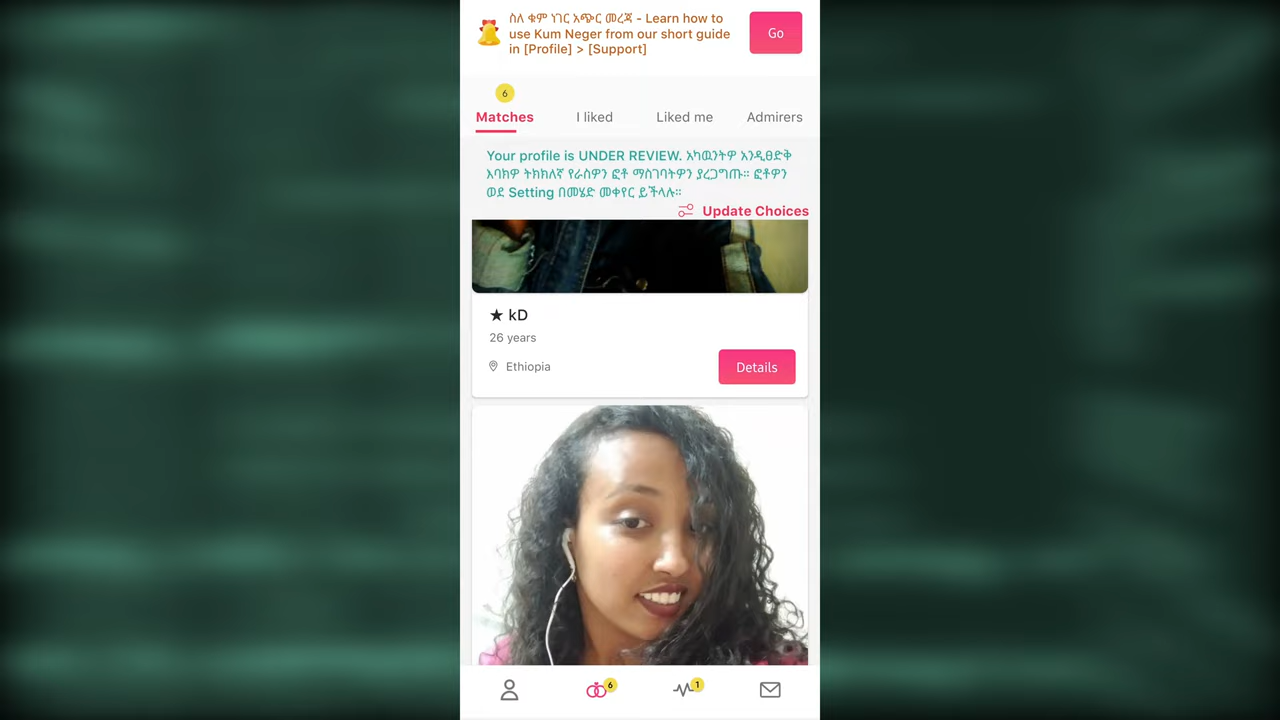 ስለ ቁም ነገር አጭር መረጃ - Learn how to
use Kum Neger from our short guide
in [Profile] > [Support]
Go
6
Matches
I liked
Liked me
Admirers
Your profile is UNDER REVIEW. አካዉንትዎ እንዲፀድቅ
እባክዎ ትክክለኛ የራስዎን ፎቶ ማስገባትዎን ያረጋግጡ። ፎቶዎን
ወደ Setting በመሄድ መቀየር ይችላሉ።
Update Choices
★ kD
26 years
Ethiopia
Details
6
1